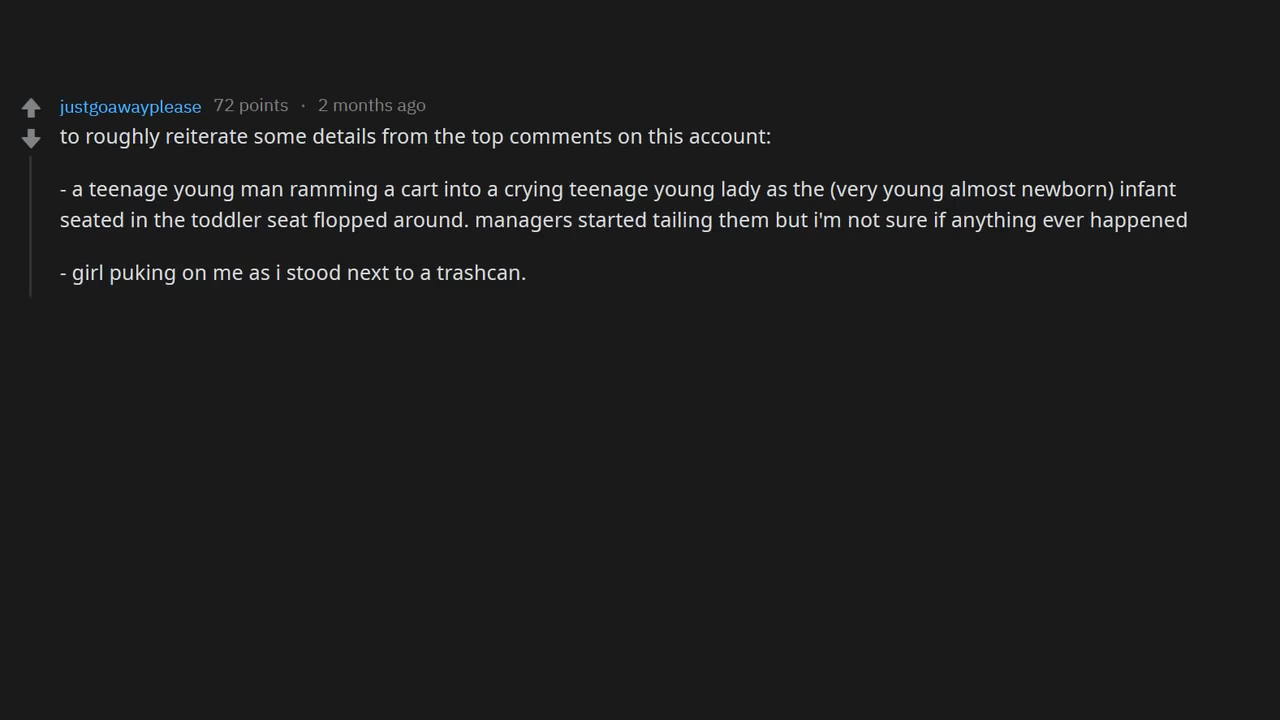 justgoawayplease 72 points · 2 months ago
to roughly reiterate some details from the top comments on this account:
- a teenage young man ramming a cart into a crying teenage young lady as the (very young almost newborn) infant
seated in the toddler seat flopped around. managers started tailing them but i'm not sure if anything ever happened
- girl puking on me as i stood next to a trashcan.